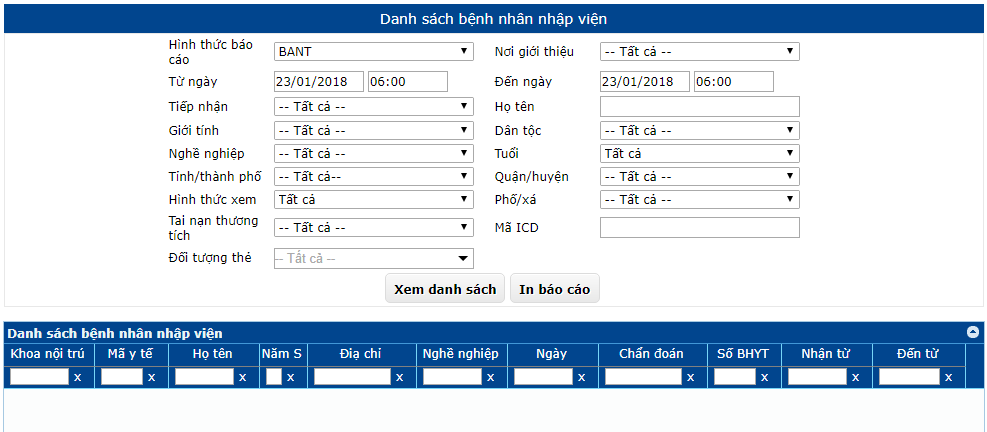 Danh sách bệnh nhân nhập viện
Hình thức báo cáo BANT Nơi giới thiệu -- Tất cả --
Từ ngày 23/01/2018 06:00 Đến ngày 23/01/2018 06:00
Tiếp nhận -- Tất cả -- Họ tên
Giới tính -- Tất cả -- Dân tộc -- Tất cả --
Nghề nghiệp -- Tất cả -- Tuổi Tất cả
Tỉnh/thành phố -- Tất cả-- Quận/huyện -- Tất cả --
Hình thức xem Tất cả Phố/xá -- Tất cả --
Tai nạn thương tích -- Tất cả -- Mã ICD
Đối tượng thẻ -- Tất cả --
Xem danh sách In báo cáo
Danh sách bệnh nhân nhập viện
Khoa nội trú Mã y tế Họ tên Năm S Địa chỉ Nghề nghiệp Ngày Chẩn đoán Số BHYT Nhận từ Đến từ
x x x x x x x x x x x